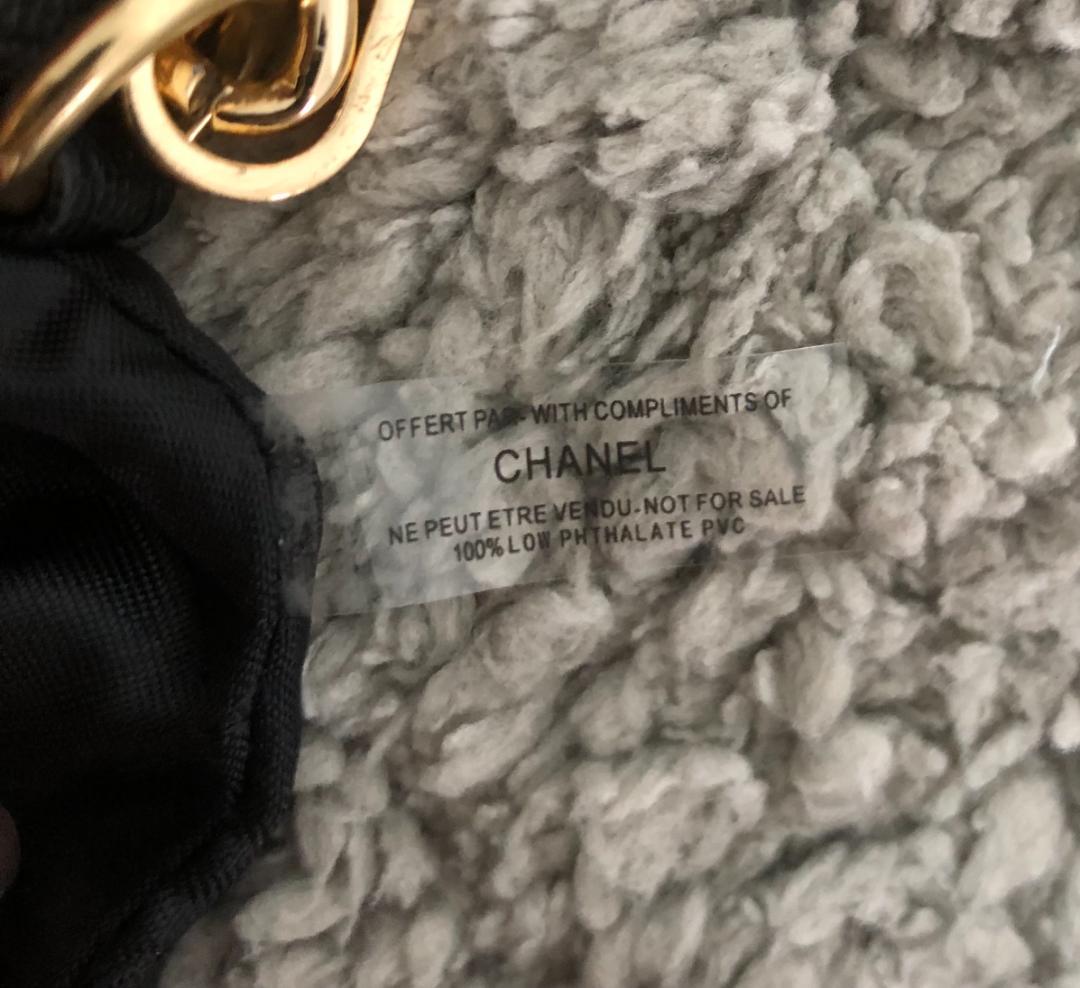 OFFERT PAR-WITH COMPLIMENTS OF
CHANEL
NE PEUT ETRE VENDU-NOT FOR SALE
100% LOW PHTHALATE PVC